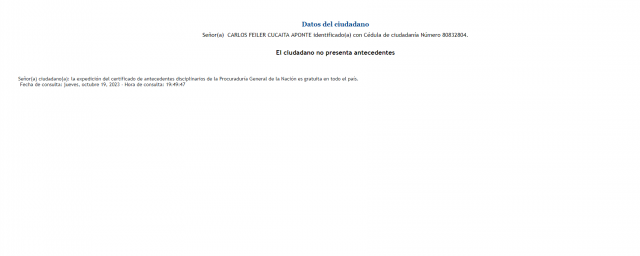 Datos del ciudadano
Señor(a) CARLOS FEILER CUCAITA APONTE identificado(a) con Cédula de ciudadanía Número 80832804.
El ciudadano no presenta antecedentes
Señor(a) ciudadano(a): la expedición del certificado de antecedentes disciplinarios de la Procuraduría General de la Nación es gratuita en todo el país.
Fecha de consulta: jueves, octubre 19, 2023 - Hora de consulta: 19:49:47